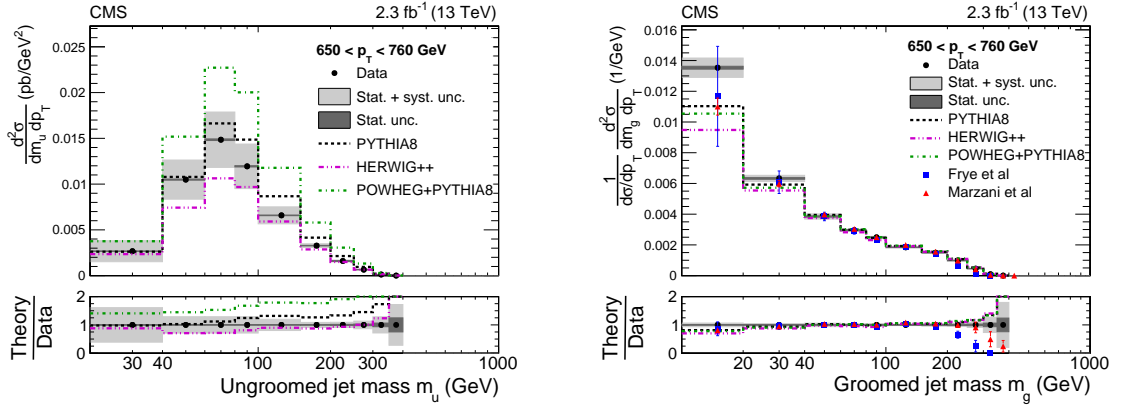 CMS 2.3 fb⁻¹ (13 TeV)
d²σ/dm_u dp_T (pb/GeV²)
0.025
0.02
0.015
0.01
0.005
0
650 < p_T < 760 GeV
Data
Stat. + syst. unc.
Stat. unc.
PYTHIA8
HERWIG++
POWHEG+PYTHIA8
Theory
Data
2
1
0
30 40 100 200 300 1000
Ungroomed jet mass m_u (GeV)
CMS 2.3 fb⁻¹ (13 TeV)
1/dσ/dp_T d²σ/dm_g dp_T (1/GeV)
0.016
0.014
0.012
0.01
0.008
0.006
0.004
0.002
0
650 < p_T < 760 GeV
Data
Stat. + syst. unc.
Stat. unc.
PYTHIA8
HERWIG++
POWHEG+PYTHIA8
Frye et al
Marzani et al
Theory
Data
2
1
0
10 20 30 40 100 200 300 1000
Groomed jet mass m_g (GeV)